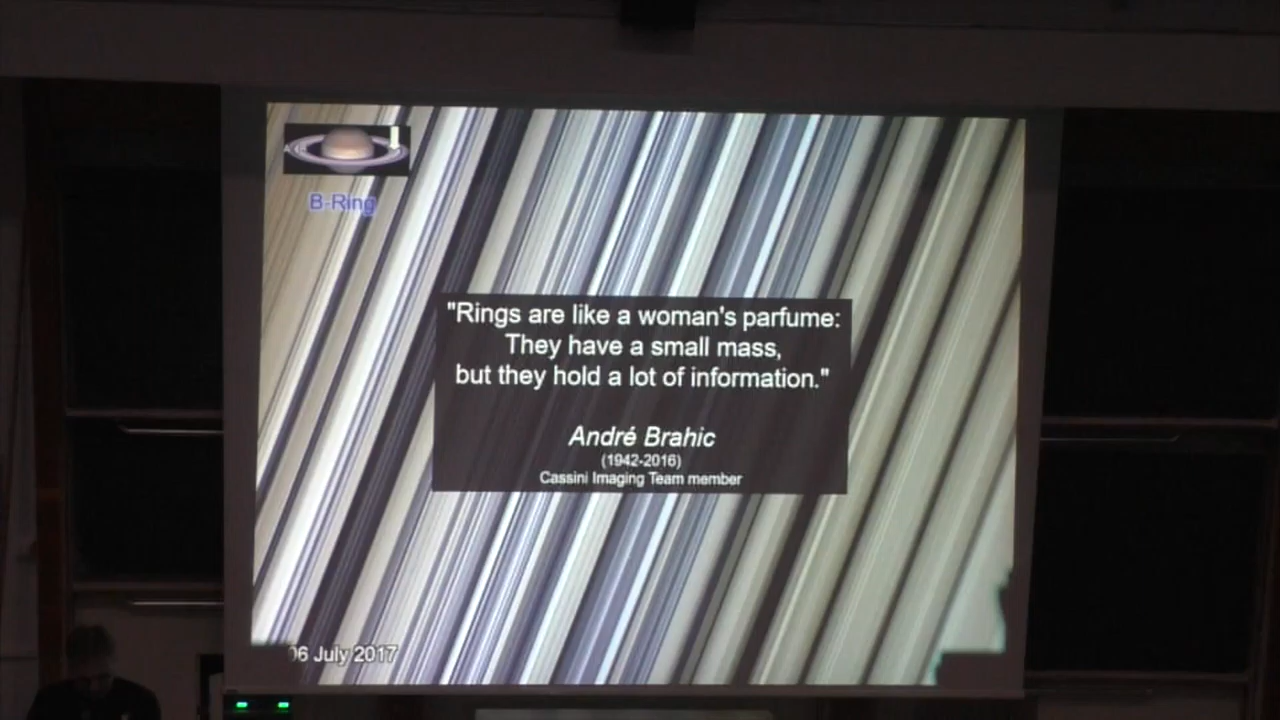 B-Ring
"Rings are like a woman's parfume:
They have a small mass,
but they hold a lot of information."
André Brahic
(1942-2016)
Cassini Imaging Team member
06 July 2017